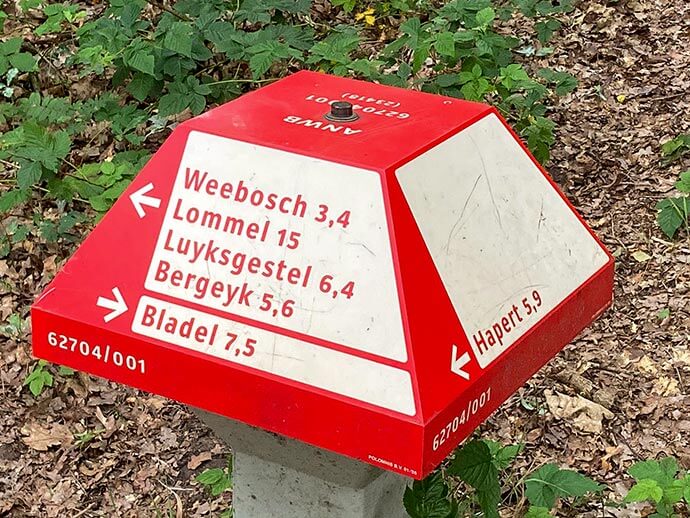 ANWB
62704/001
(23416)
← Weebosch 3,4
Lommel 15
Luyksgestel 6,4
Bergeyk 5,6
→ Bladel 7,5
62704/001
← Hapert 5,9
62704/001